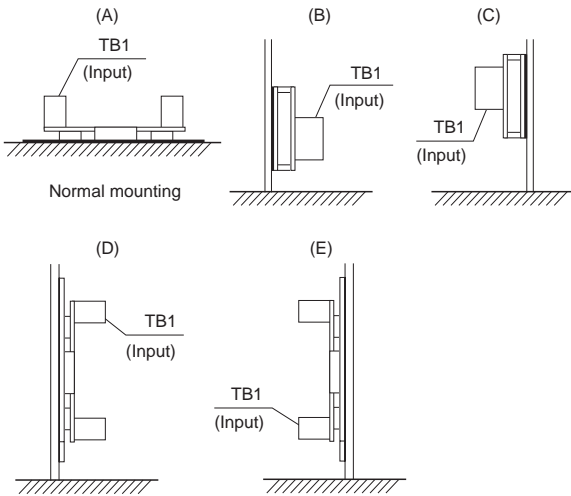 (A)
TB1
(Input)
Normal mounting
(B)
TB1
(Input)
(C)
TB1
(Input)
(D)
TB1
(Input)
(E)
TB1
(Input)